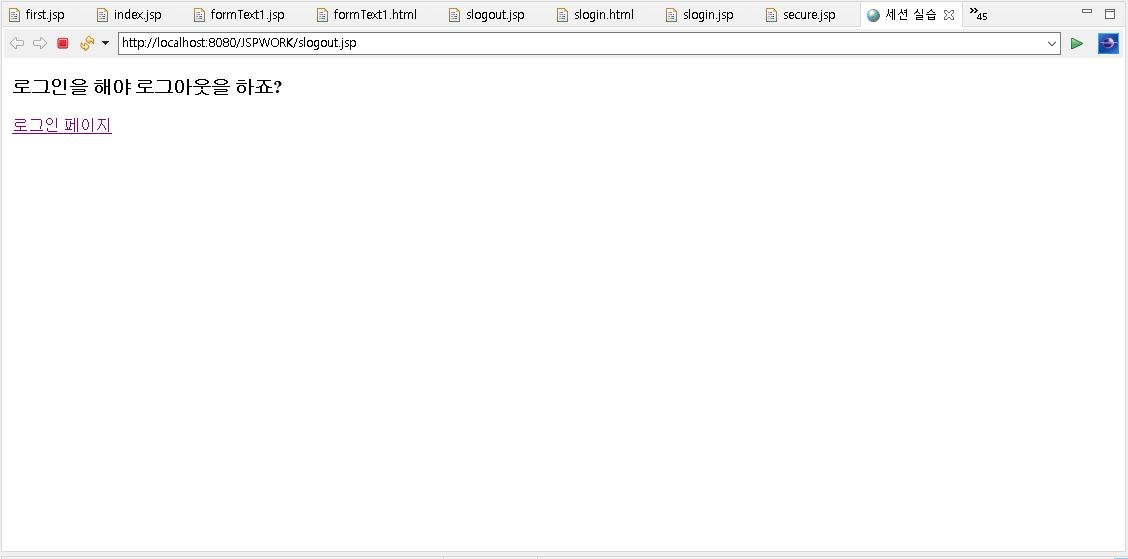 first.jsp index.jsp formText1.jsp formText1.html slogout.jsp slogin.html slogin.jsp secure.jsp 세션 실습 »45
http://localhost:8080/JSPWORK/slogout.jsp
로그인을 해야 로그아웃을 하죠?
로그인 페이지